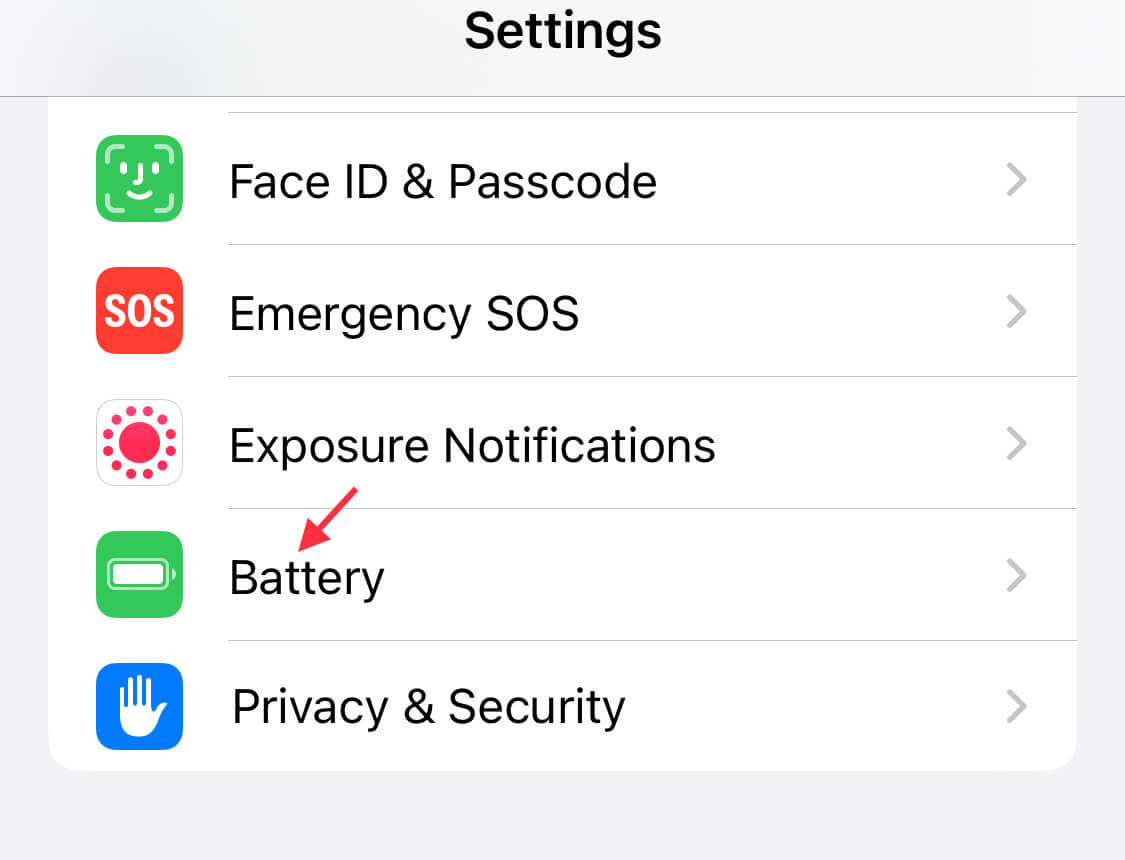 Settings
Face ID & Passcode
SOS
Emergency SOS
Exposure Notifications
Battery
Privacy & Security